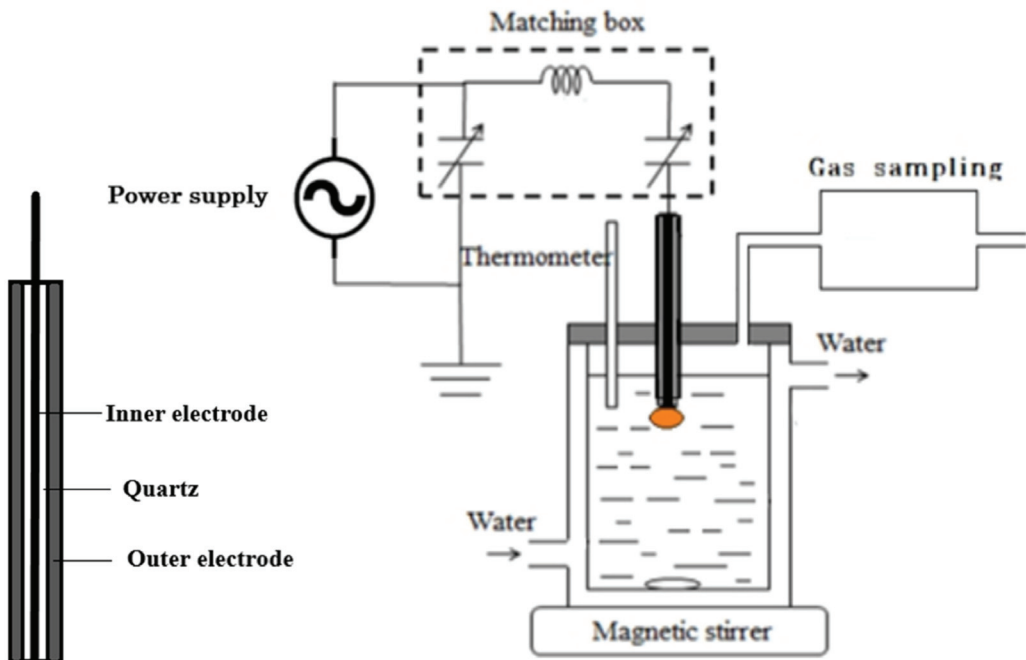 Matching box
Power supply
Gas sampling
Thermometer
Water
Inner electrode
Quartz
Water
Outer electrode
Magnetic stirrer